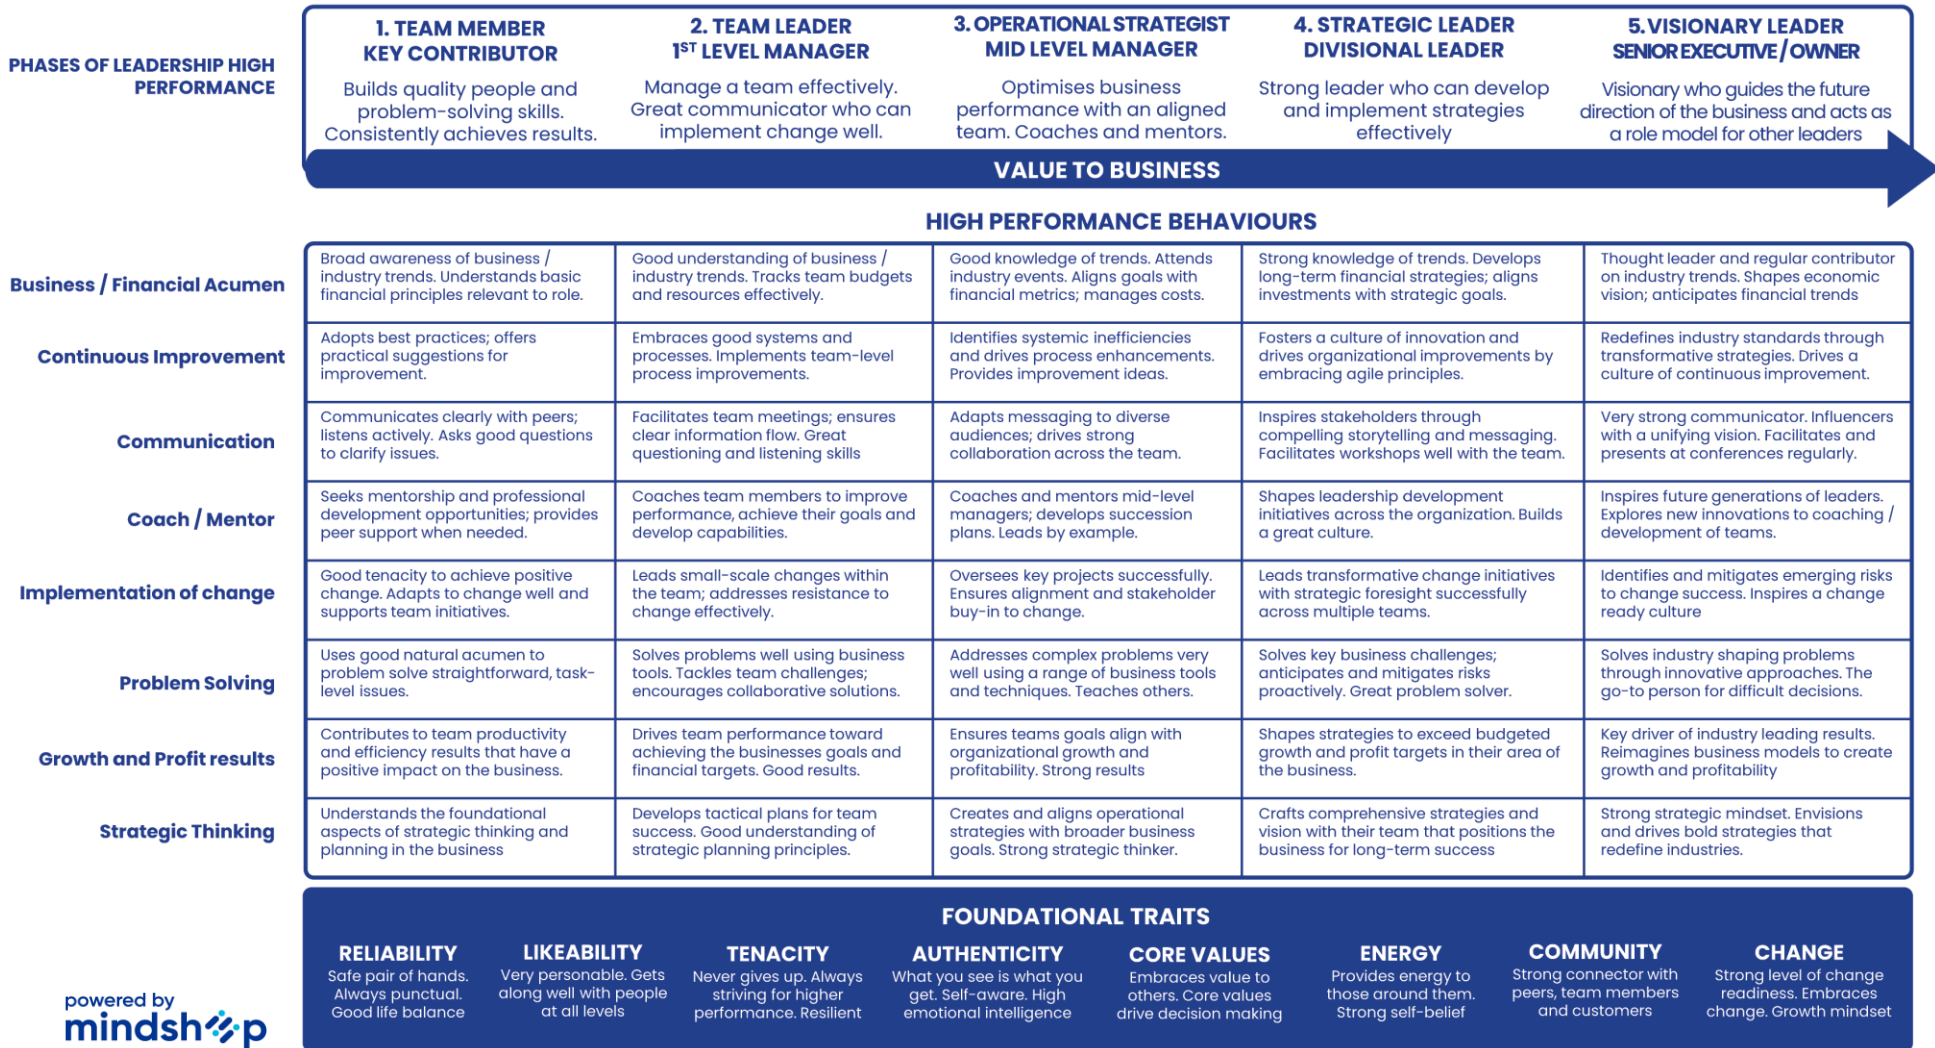 PHASES OF LEADERSHIP HIGH
PERFORMANCE
1. TEAM MEMBER
KEY CONTRIBUTOR
Builds quality people and
problem-solving skills.
Consistently achieves results.
2. TEAM LEADER
1ST LEVEL MANAGER
Manage a team effectively.
Great communicator who can
implement change well.
3. OPERATIONAL STRATEGIST
MID LEVEL MANAGER
Optimises business
performance with an aligned
team. Coaches and mentors.
4. STRATEGIC LEADER
DIVISIONAL LEADER
Strong leader who can develop
and implement strategies
effectively
5. VISIONARY LEADER
SENIOR EXECUTIVE / OWNER
Visionary who guides the future
direction of the business and acts as
a role model for other leaders
VALUE TO BUSINESS
HIGH PERFORMANCE BEHAVIOURS
Business / Financial Acumen
Broad awareness of business /
industry trends. Understands basic
financial principles relevant to role.
Good understanding of business /
industry trends. Tracks team budgets
and resources effectively.
Good knowledge of trends. Attends
industry events. Aligns goals with
financial metrics; manages costs.
Strong knowledge of trends. Develops
long-term financial strategies; aligns
investments with strategic goals.
Thought leader and regular contributor
on industry trends. Shapes economic
vision; anticipates financial trends
Continuous Improvement
Adopts best practices; offers
practical suggestions for
improvement.
Embraces good systems and
processes. Implements team-level
process improvements.
Identifies systemic inefficiencies
and drives process enhancements.
Provides improvement ideas.
Fosters a culture of innovation and
drives organizational improvements by
embracing agile principles.
Redefines industry standards through
transformative strategies. Drives a
culture of continuous improvement.
Communication
Communicates clearly with peers;
listens actively. Asks good questions
to clarify issues.
Facilitates team meetings; ensures
clear information flow. Great
questioning and listening skills
Adapts messaging to diverse
audiences; drives strong
collaboration across the team.
Inspires stakeholders through
compelling storytelling and messaging.
Facilitates workshops well with the team.
Very strong communicator. Influencers
with a unifying vision. Facilitates and
presents at conferences regularly.
Coach / Mentor
Seeks mentorship and professional
development opportunities; provides
peer support when needed.
Coaches team members to improve
performance, achieve their goals and
develop capabilities.
Coaches and mentors mid-level
managers; develops succession
plans. Leads by example.
Shapes leadership development
initiatives across the organization. Builds
a great culture.
Inspires future generations of leaders.
Explores new innovations to coaching /
development of teams.
Implementation of change
Good tenacity to achieve positive
change. Adapts to change well and
supports team initiatives.
Leads small-scale changes within
the team; addresses resistance to
change effectively.
Oversees key projects successfully.
Ensures alignment and stakeholder
buy-in to change.
Leads transformative change initiatives
with strategic foresight successfully
across multiple teams.
Identifies and mitigates emerging risks
to change success. Inspires a change
ready culture
Problem Solving
Uses good natural acumen to
problem solve straightforward, task-
level issues.
Solves problems well using business
tools. Tackles team challenges;
encourages collaborative solutions.
Addresses complex problems very
well using a range of business tools
and techniques. Teaches others.
Solves key business challenges;
anticipates and mitigates risks
proactively. Great problem solver.
Solves industry shaping problems
through innovative approaches. The
go-to person for difficult decisions.
Growth and Profit results
Contributes to team productivity
and efficiency results that have a
positive impact on the business.
Drives team performance toward
achieving the businesses goals and
financial targets. Good results.
Ensures teams goals align with
organizational growth and
profitability. Strong results
Shapes strategies to exceed budgeted
growth and profit targets in their area of
the business.
Key driver of industry leading results.
Reimagines business models to create
growth and profitability
Strategic Thinking
Understands the foundational
aspects of strategic thinking and
planning in the business
Develops tactical plans for team
success. Good understanding of
strategic planning principles.
Creates and aligns operational
strategies with broader business
goals. Strong strategic thinker.
Crafts comprehensive strategies and
vision with their team that positions the
business for long-term success
Strong strategic mindset. Envisions
and drives bold strategies that
redefine industries.
FOUNDATIONAL TRAITS
RELIABILITY
Safe pair of hands.
Always punctual.
Good life balance
LIKEABILITY
Very personable. Gets
along well with people
at all levels
TENACITY
Never gives up. Always
striving for higher
performance. Resilient
AUTHENTICITY
What you see is what you
get. Self-aware. High
emotional intelligence
CORE VALUES
Embraces value to
others. Core values
drive decision making
ENERGY
Provides energy to
those around them.
Strong self-belief
COMMUNITY
Strong connector with
peers, team members
and customers
CHANGE
Strong level of change
readiness. Embraces
change. Growth mindset
powered by
mindshop